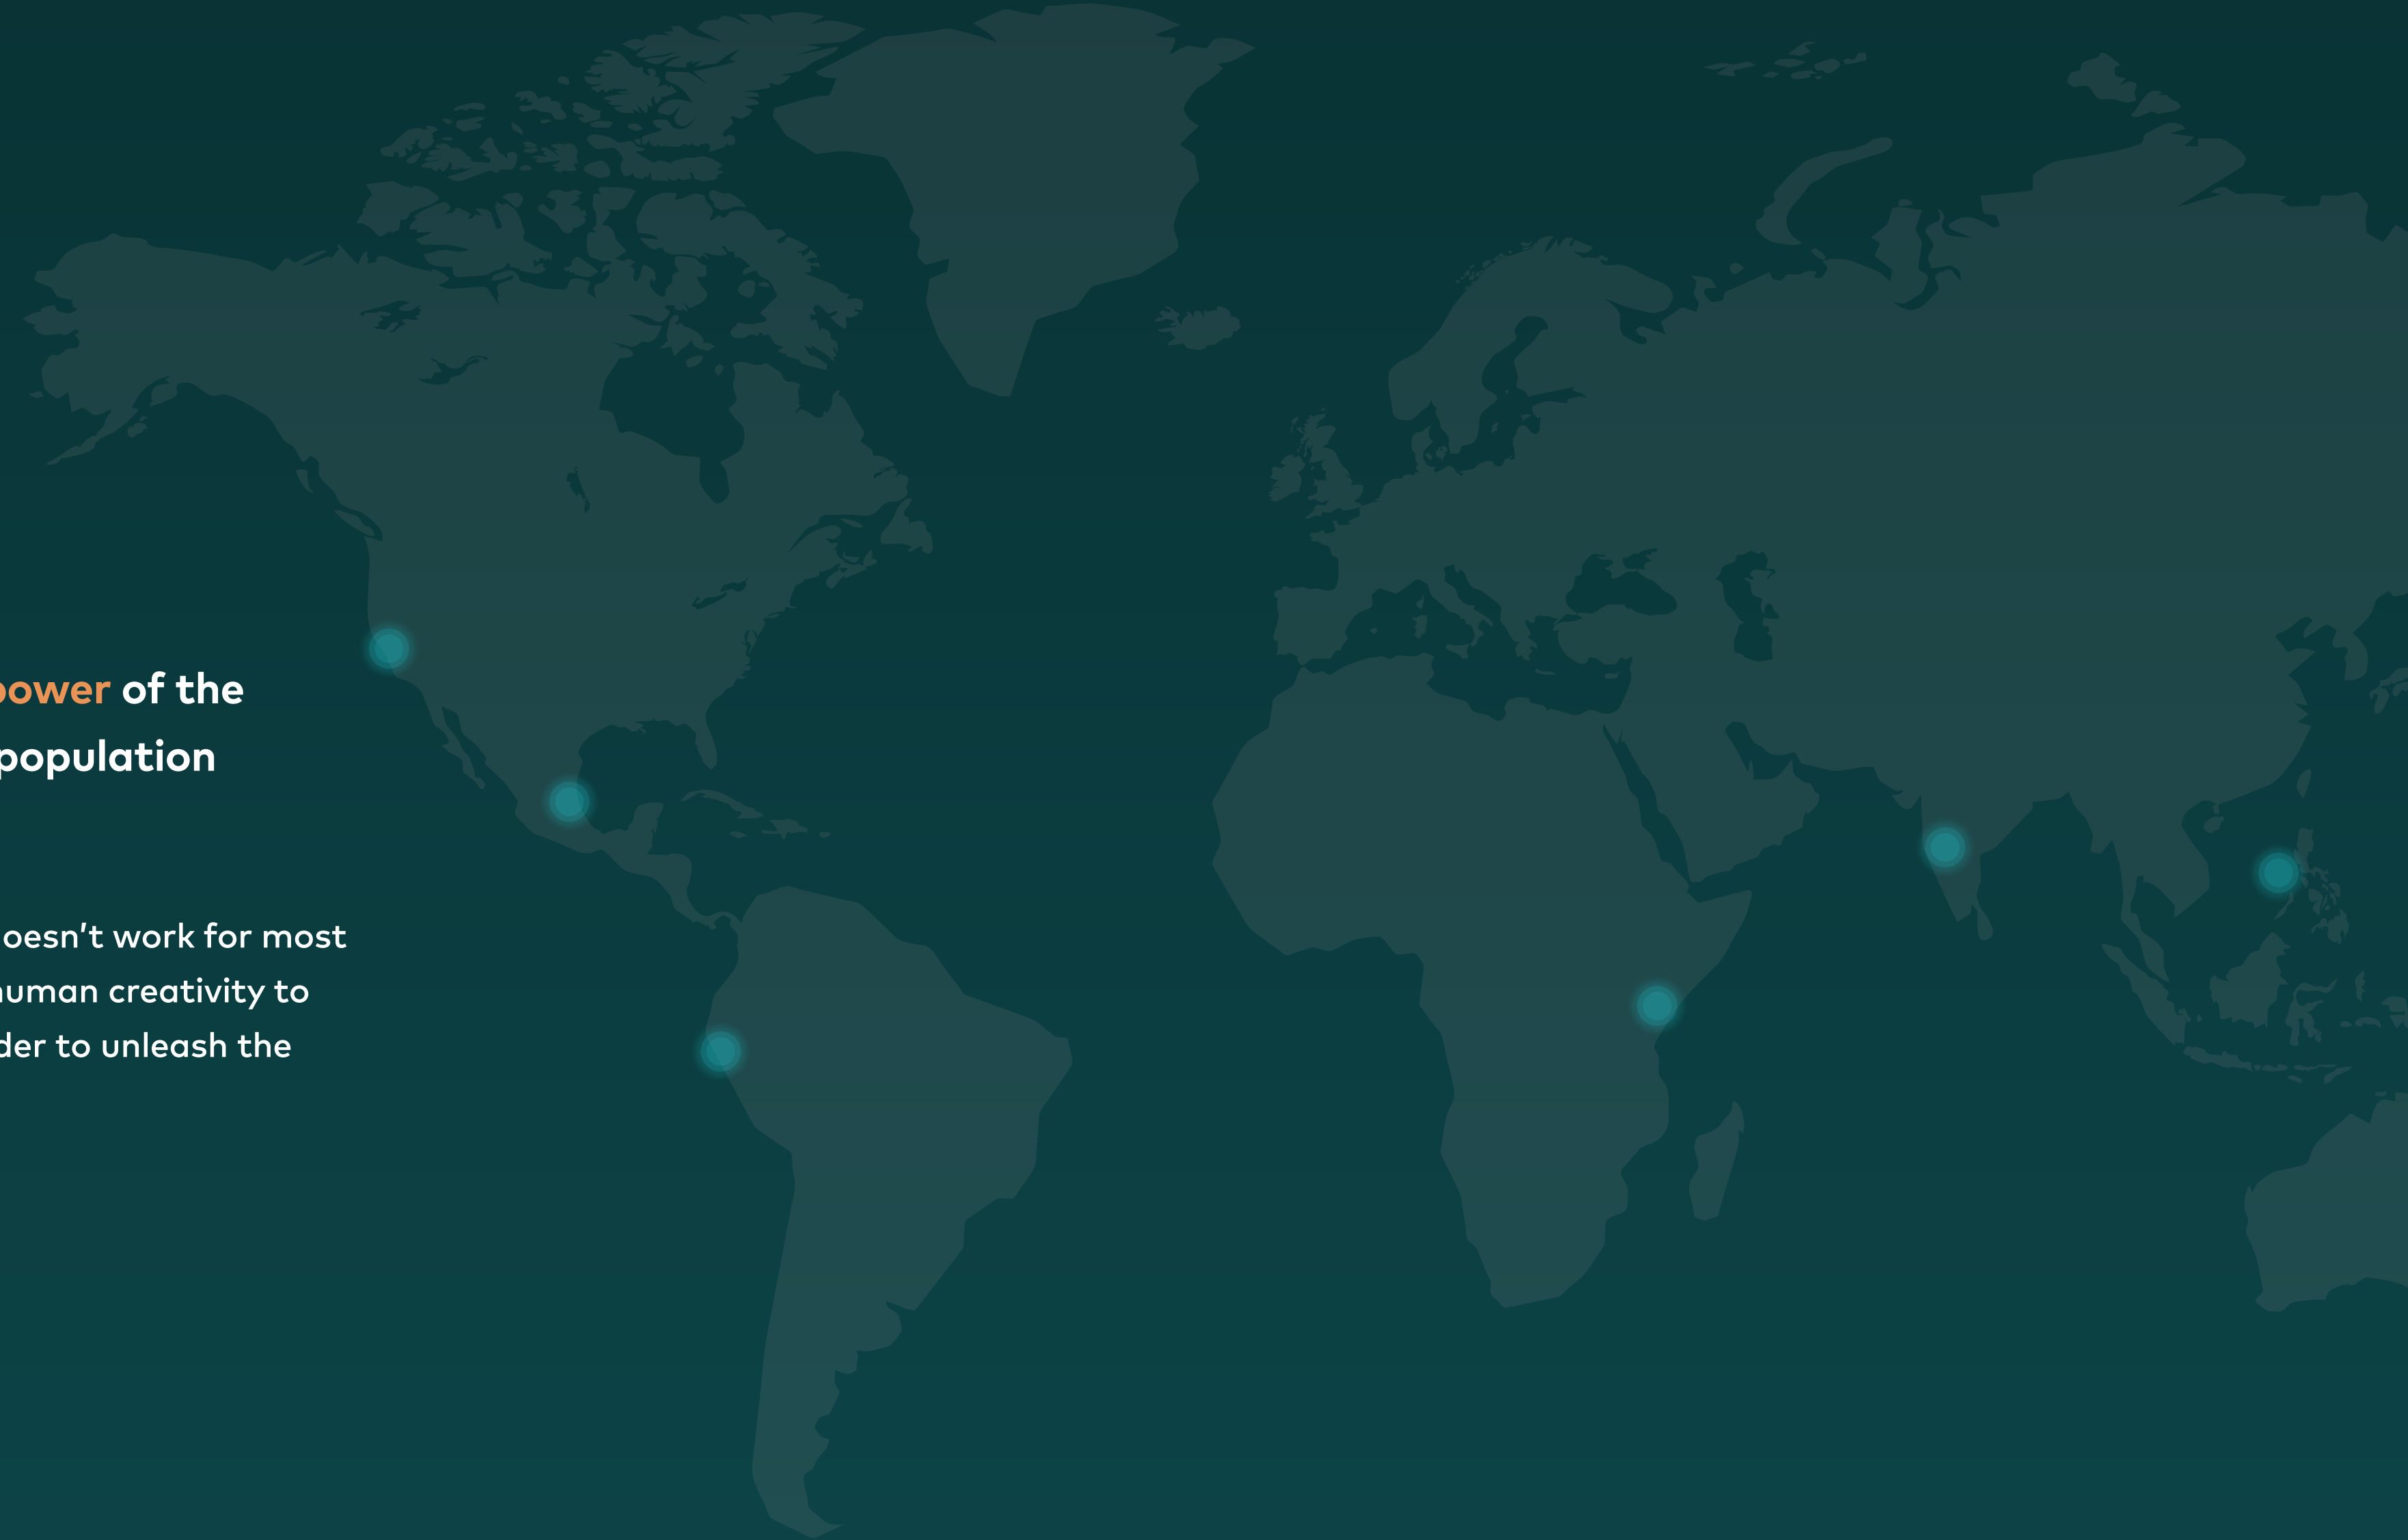 power of the
population
oesn't work for most
uman creativity to
der to unleash the